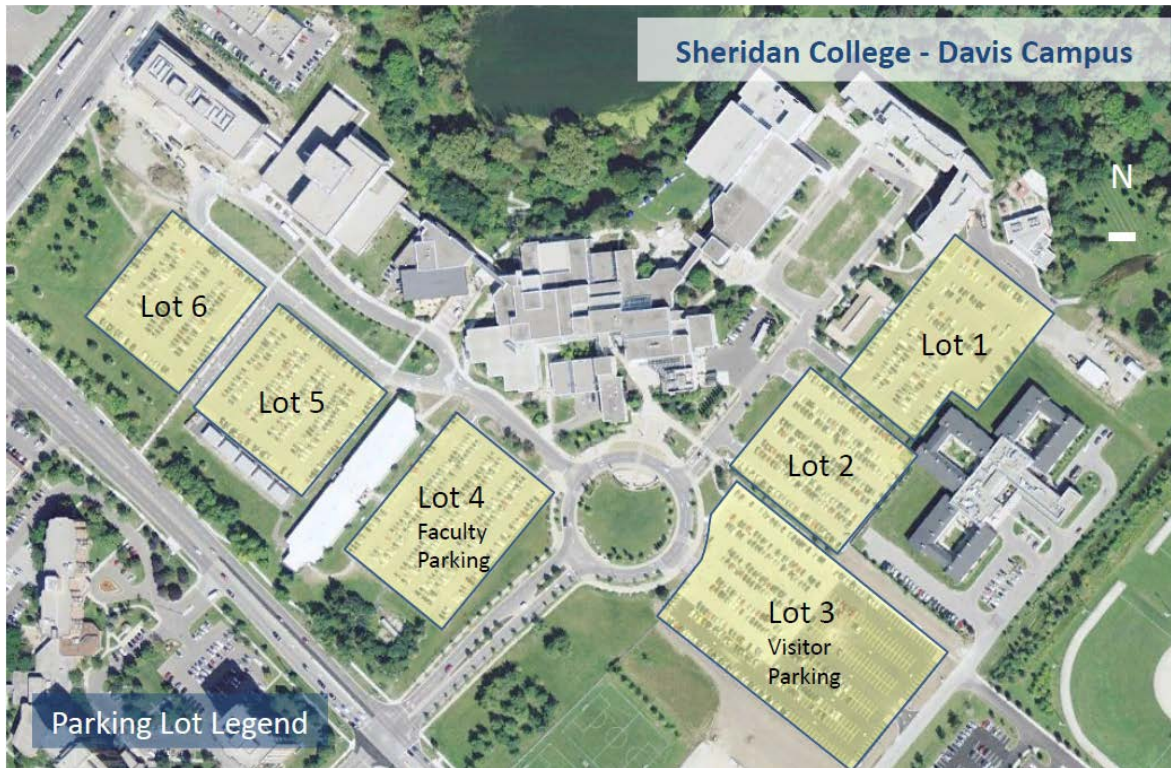 Sheridan College - Davis Campus
N
Lot 6
Lot 1
Lot 5
Lot 2
Lot 4
Faculty
Parking
Lot 3
Visitor
Parking
Parking Lot Legend